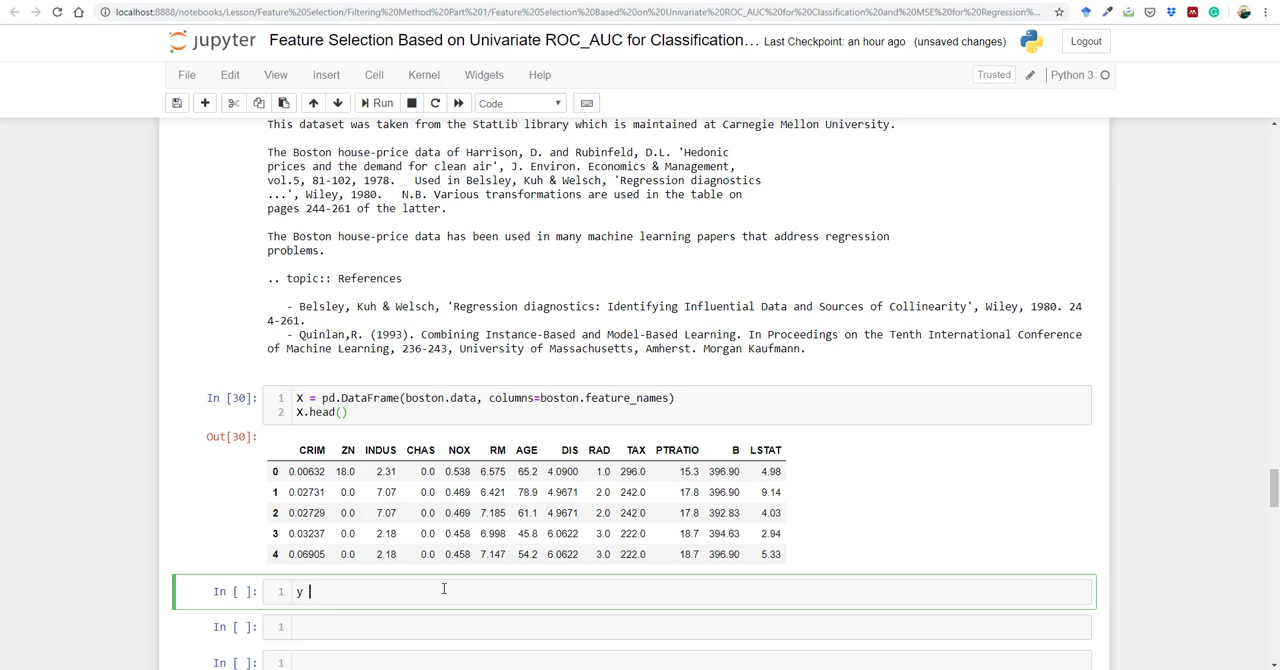 localhost:8888/notebooks/Lesson/Feature%20Selection/Filtering%20Method%20Part%201/Feature%20Selection%20Based%20on%20Univariate%20ROC_AUC%20for%20Classification%20and%20MSE%20for%20Regression%...
jupyter Feature Selection Based on Univariate ROC_AUC for Classification... Last Checkpoint: an hour ago (unsaved changes) Logout
File Edit View Insert Cell Kernel Widgets Help Trusted Python 3
Run Code
This dataset was taken from the StatLib library which is maintained at Carnegie Mellon University.
The Boston house-price data of Harrison, D. and Rubinfeld, D.L. 'Hedonic
prices and the demand for clean air', J. Environ. Economics & Management,
vol.5, 81-102, 1978. Used in Belsley, Kuh & Welsch, 'Regression diagnostics
...', Wiley, 1980. N.B. Various transformations are used in the table on
pages 244-261 of the latter.
The Boston house-price data has been used in many machine learning papers that address regression
problems.
.. topic:: References
- Belsley, Kuh & Welsch, 'Regression diagnostics: Identifying Influential Data and Sources of Collinearity', Wiley, 1980. 24
4-261.
- Quinlan,R. (1993). Combining Instance-Based and Model-Based Learning. In Proceedings on the Tenth International Conference
of Machine Learning, 236-243, University of Massachusetts, Amherst. Morgan Kaufmann.
In [30]: 1 X = pd.DataFrame(boston.data, columns=boston.feature_names)
2 X.head()
Out[30]:
CRIM ZN INDUS CHAS NOX RM AGE DIS RAD TAX PTRATIO B LSTAT
0 0.00632 18.0 2.31 0.0 0.538 6.575 65.2 4.0900 1.0 296.0 15.3 396.90 4.98
1 0.02731 0.0 7.07 0.0 0.469 6.421 78.9 4.9671 2.0 242.0 17.8 396.90 9.14
2 0.02729 0.0 7.07 0.0 0.469 7.185 61.1 4.9671 2.0 242.0 17.8 392.83 4.03
3 0.03237 0.0 2.18 0.0 0.458 6.998 45.8 6.0622 3.0 222.0 18.7 394.63 2.94
4 0.06905 0.0 2.18 0.0 0.458 7.147 54.2 6.0622 3.0 222.0 18.7 396.90 5.33
In [ ]: 1 y
In [ ]: 1
In [ ]: 1